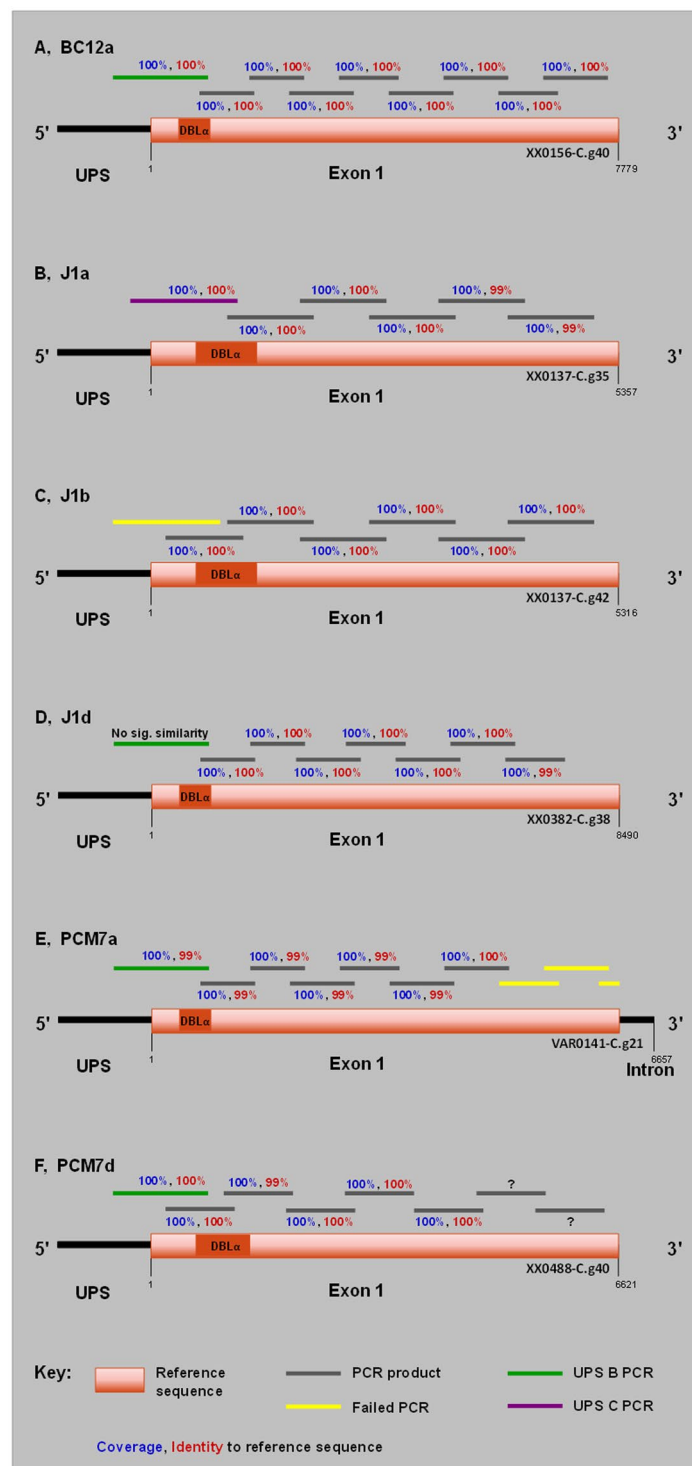 A, BC12a
100%, 100% 100%, 100% 100%, 100% 100%, 100% 100%, 100%
100%, 100% 100%, 100% 100%, 100% 100%, 100%
5' DBLα 3'
XX0156-C.g40
UPS 1 Exon 1 7779
B, J1a
100%, 100% 100%, 100% 100%, 99%
100%, 100% 100%, 100% 100%, 99%
5' DBLα 3'
XX0137-C.g35
UPS 1 Exon 1 5357
C, J1b
100%, 100% 100%, 100% 100%, 100%
100%, 100% 100%, 100% 100%, 100%
5' DBLα 3'
XX0137-C.g42
UPS 1 Exon 1 5316
D, J1d
No sig. similarity 100%, 100% 100%, 100% 100%, 100%
100%, 100% 100%, 100% 100%, 100% 100%, 99%
5' DBLα 3'
XX0382-C.g38
UPS 1 Exon 1 8490
E, PCM7a
100%, 99% 100%, 99% 100%, 99% 100%, 100%
100%, 99% 100%, 99% 100%, 99%
5' DBLα 3'
VAR0141-C.g21
UPS 1 Exon 1 6657
Intron
F, PCM7d
100%, 100% 100%, 99% 100%, 100% ?
100%, 100% 100%, 100% 100%, 100% ?
5' DBLα 3'
XX0488-C.g40
UPS 1 Exon 1 6621
Key: Reference sequence PCR product UPS B PCR
Failed PCR UPS C PCR
Coverage, Identity to reference sequence